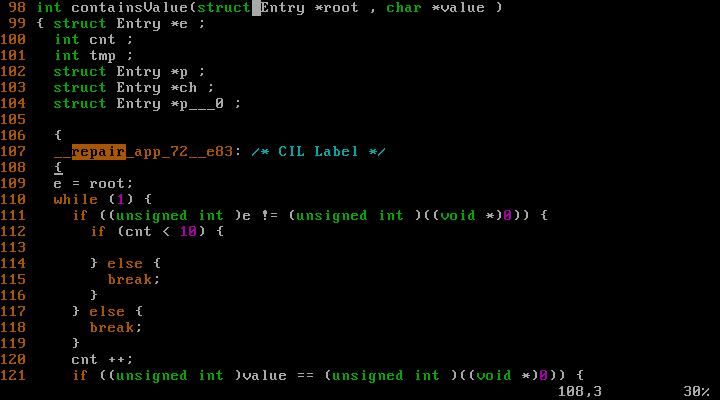 98 int containsValue(struct Entry *root , char *value )
99 { struct Entry *e ;
100   int cnt ;
101   int tmp ;
102   struct Entry *p ;
103   struct Entry *ch ;
104   struct Entry *p___0 ;
105
106   {
107   __repair_app_72__e83: /* CIL Label */
108   {
109   e = root;
110   while (1) {
111     if ((unsigned int )e != (unsigned int )((void *)0)) {
112       if (cnt < 10) {
113
114       } else {
115         break;
116       }
117     } else {
118       break;
119     }
120     cnt ++;
121     if ((unsigned int )value == (unsigned int )((void *)0)) {
108,3 30%